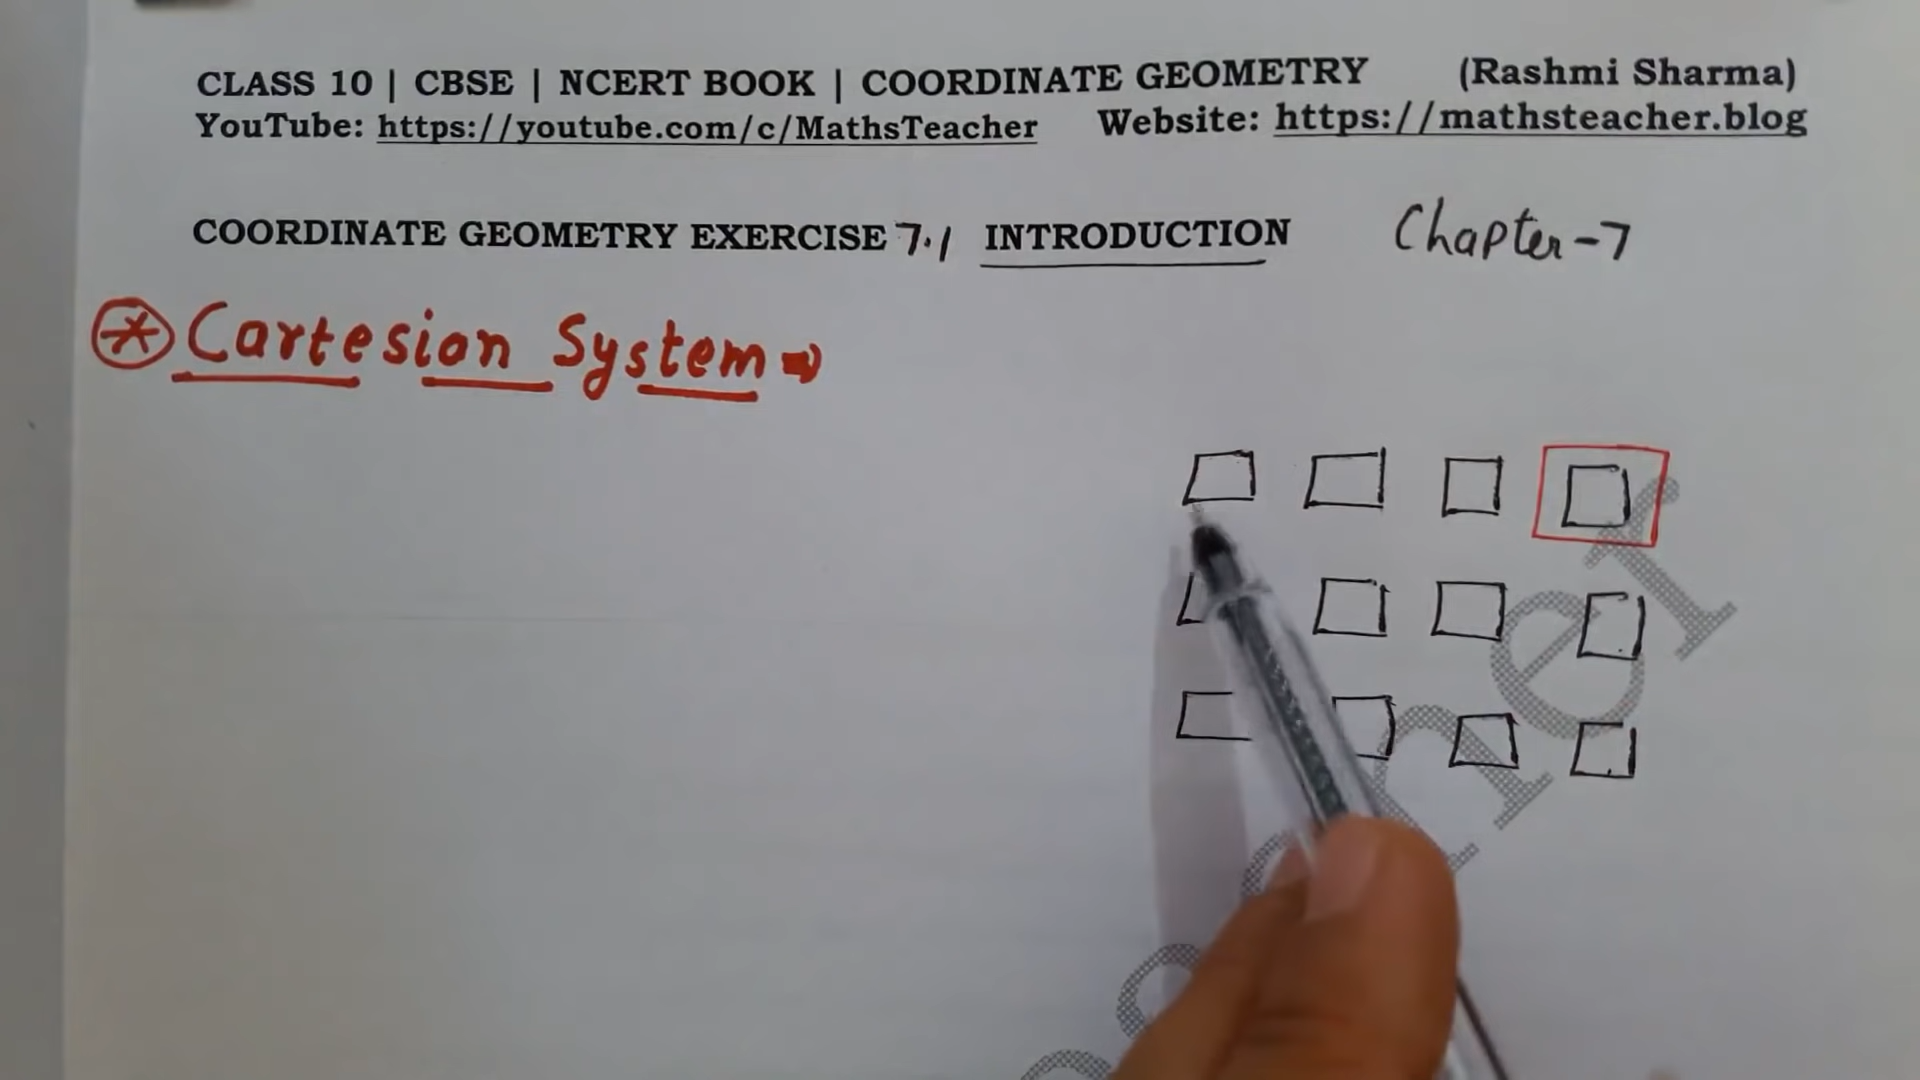 CLASS 10 | CBSE | NCERT BOOK | COORDINATE GEOMETRY (Rashmi Sharma)
YouTube: https://youtube.com/c/MathsTeacher Website: https://mathsteacher.blog
COORDINATE GEOMETRY EXERCISE 7.1 INTRODUCTION Chapter-7
* Cartesion System →